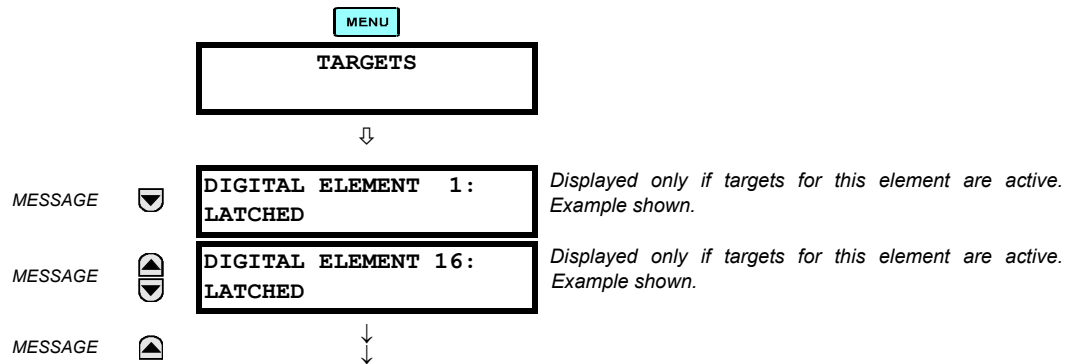 MENU
TARGETS
MESSAGE
DIGITAL ELEMENT 1:
LATCHED
Displayed only if targets for this element are active.
Example shown.
MESSAGE
DIGITAL ELEMENT 16:
LATCHED
Displayed only if targets for this element are active.
Example shown.
MESSAGE